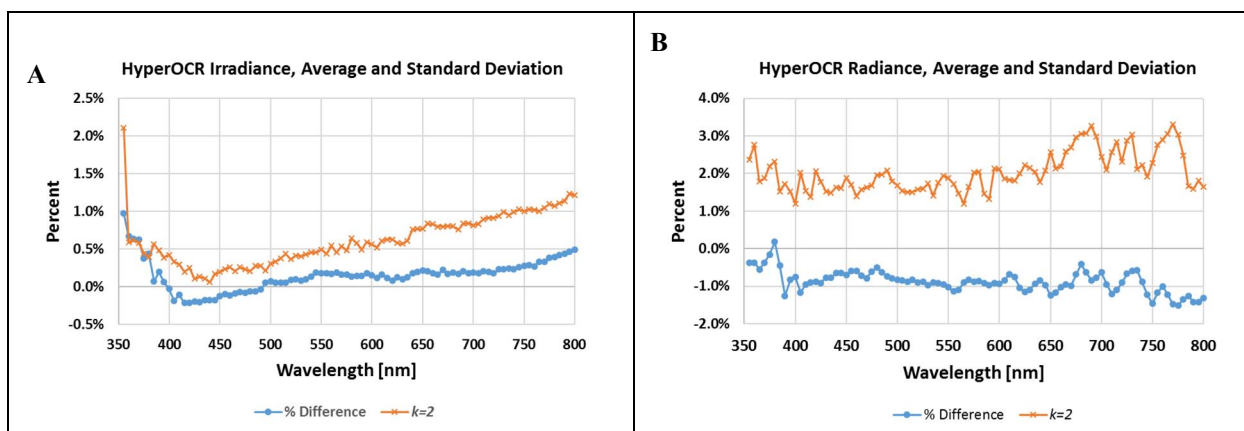 A
HyperOCR Irradiance, Average and Standard Deviation
2.5%
2.0%
1.5%
1.0%
0.5%
0.0%
-0.5%
Percent
350 400 450 500 550 600 650 700 750 800
Wavelength [nm]
% Difference k=2
B
HyperOCR Radiance, Average and Standard Deviation
4.0%
3.0%
2.0%
1.0%
0.0%
-1.0%
-2.0%
Percent
350 400 450 500 550 600 650 700 750 800
Wavelength [nm]
% Difference k=2